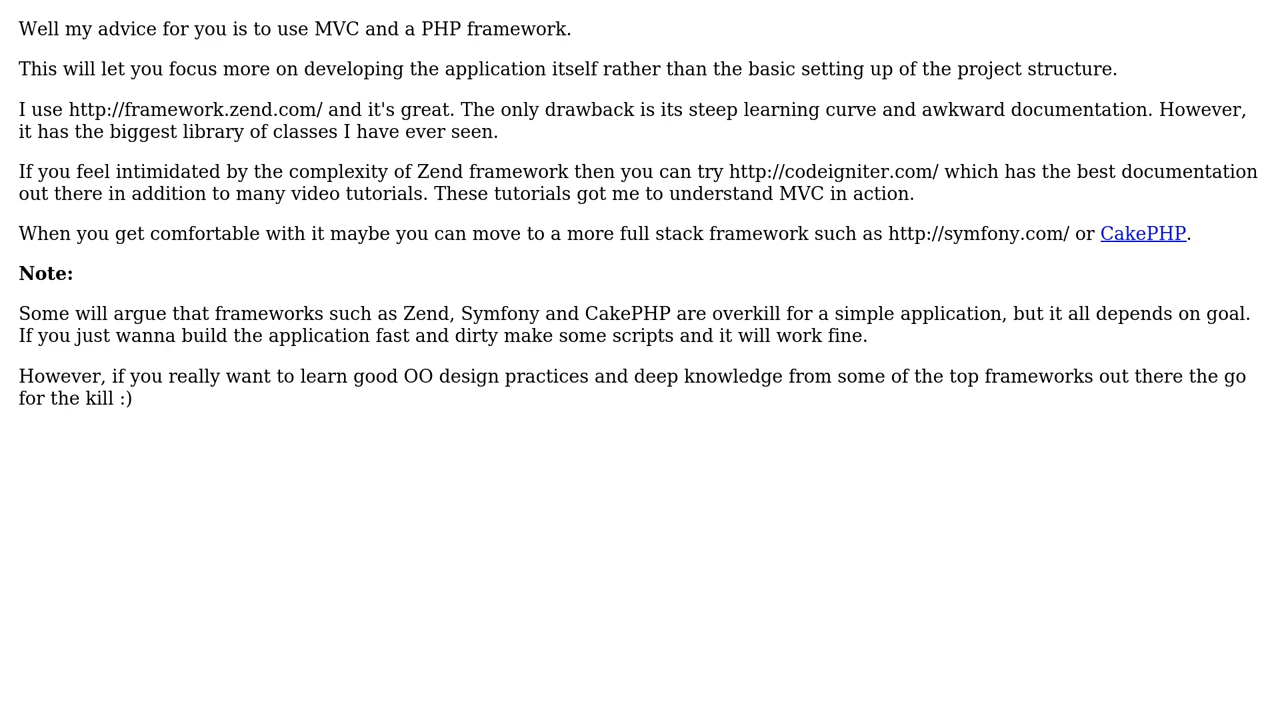 Well my advice for you is to use MVC and a PHP framework.
This will let you focus more on developing the application itself rather than the basic setting up of the project structure.
I use http://framework.zend.com/ and it's great. The only drawback is its steep learning curve and awkward documentation. However,
it has the biggest library of classes I have ever seen.
If you feel intimidated by the complexity of Zend framework then you can try http://codeigniter.com/ which has the best documentation
out there in addition to many video tutorials. These tutorials got me to understand MVC in action.
When you get comfortable with it maybe you can move to a more full stack framework such as http://symfony.com/ or CakePHP.
Note:
Some will argue that frameworks such as Zend, Symfony and CakePHP are overkill for a simple application, but it all depends on goal.
If you just wanna build the application fast and dirty make some scripts and it will work fine.
However, if you really want to learn good OO design practices and deep knowledge from some of the top frameworks out there the go
for the kill :)